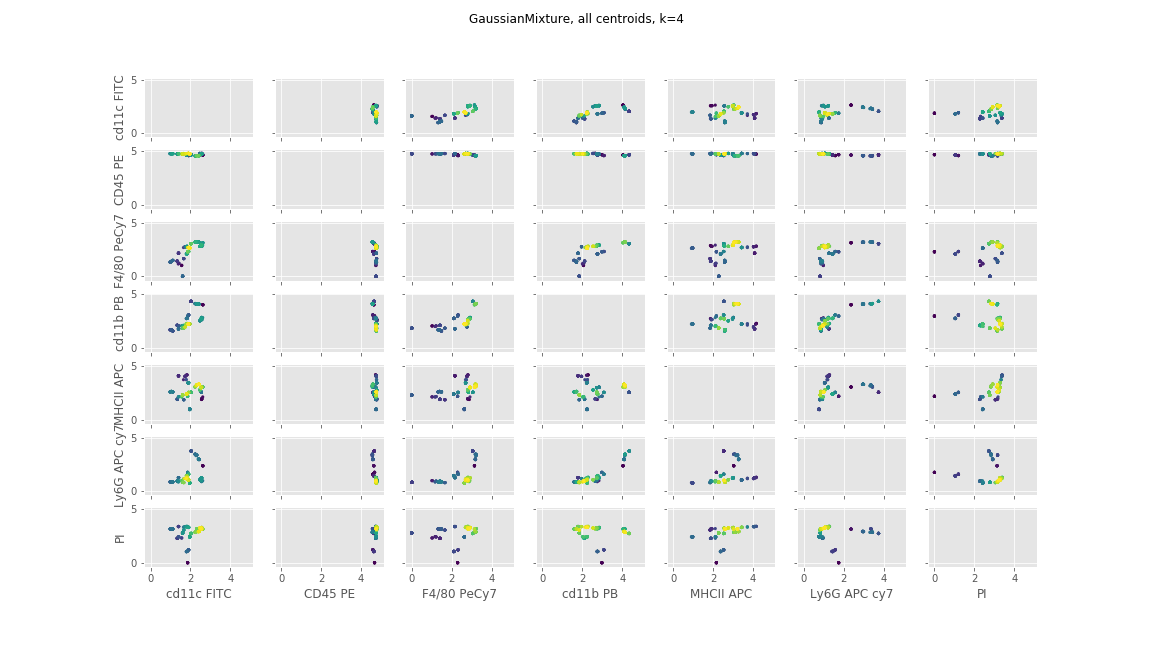 GaussianMixture, all centroids, k=4
cd11c FITC
5
0
CD45 PE
5
0
F4/80 PeCy7
5
0
cd11b PB
5
0
MHCII APC
5
0
Ly6G APC cy7
5
0
PI
5
0
0 2 4 0 2 4 0 2 4 0 2 4 0 2 4 0 2 4 0 2 4
cd11c FITC CD45 PE F4/80 PeCy7 cd11b PB MHCII APC Ly6G APC cy7 PI